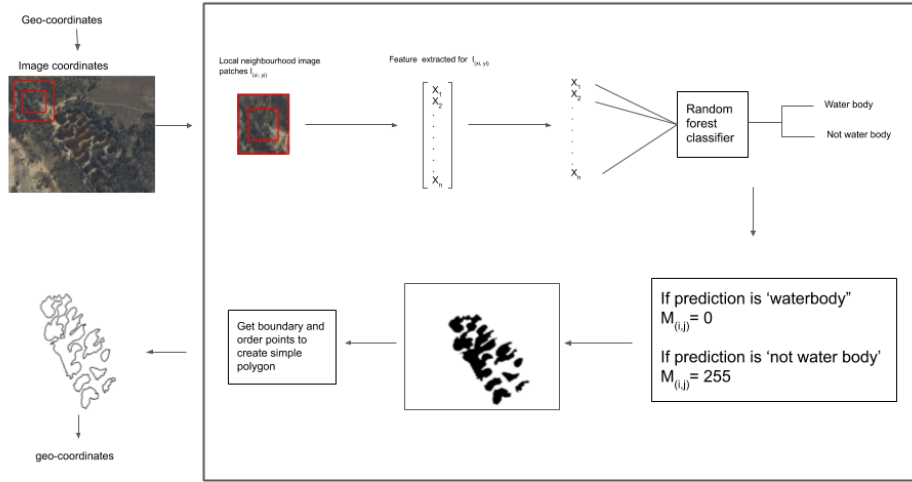 Geo-coordinates
Image coordinates
Local neighbourhood image
patches I(xi, yi)
Feature extracted for I(xi, yi)
X1
X2
.
.
.
.
.
.
Xn
X1
X2
.
.
.
.
.
.
Xn
Random
forest
classifier
Water body
Not water body
If prediction is ‘waterbody”
M(i,j)= 0
If prediction is ‘not water body’
M(i,j)= 255
Get boundary and
order points to
create simple
polygon
geo-coordinates